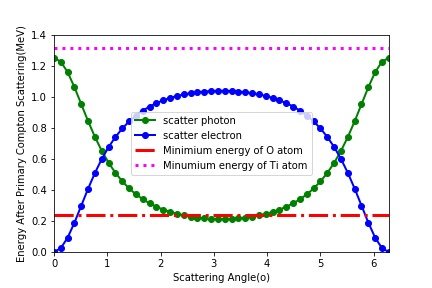 Energy After Primary Compton Scattering(MeV)
1.4
1.2
1.0
0.8
0.6
0.4
0.2
0.0
scatter photon
scatter electron
Minimium energy of O atom
Minumium energy of Ti atom
0
1
2
3
4
5
6
Scattering Angle(o)